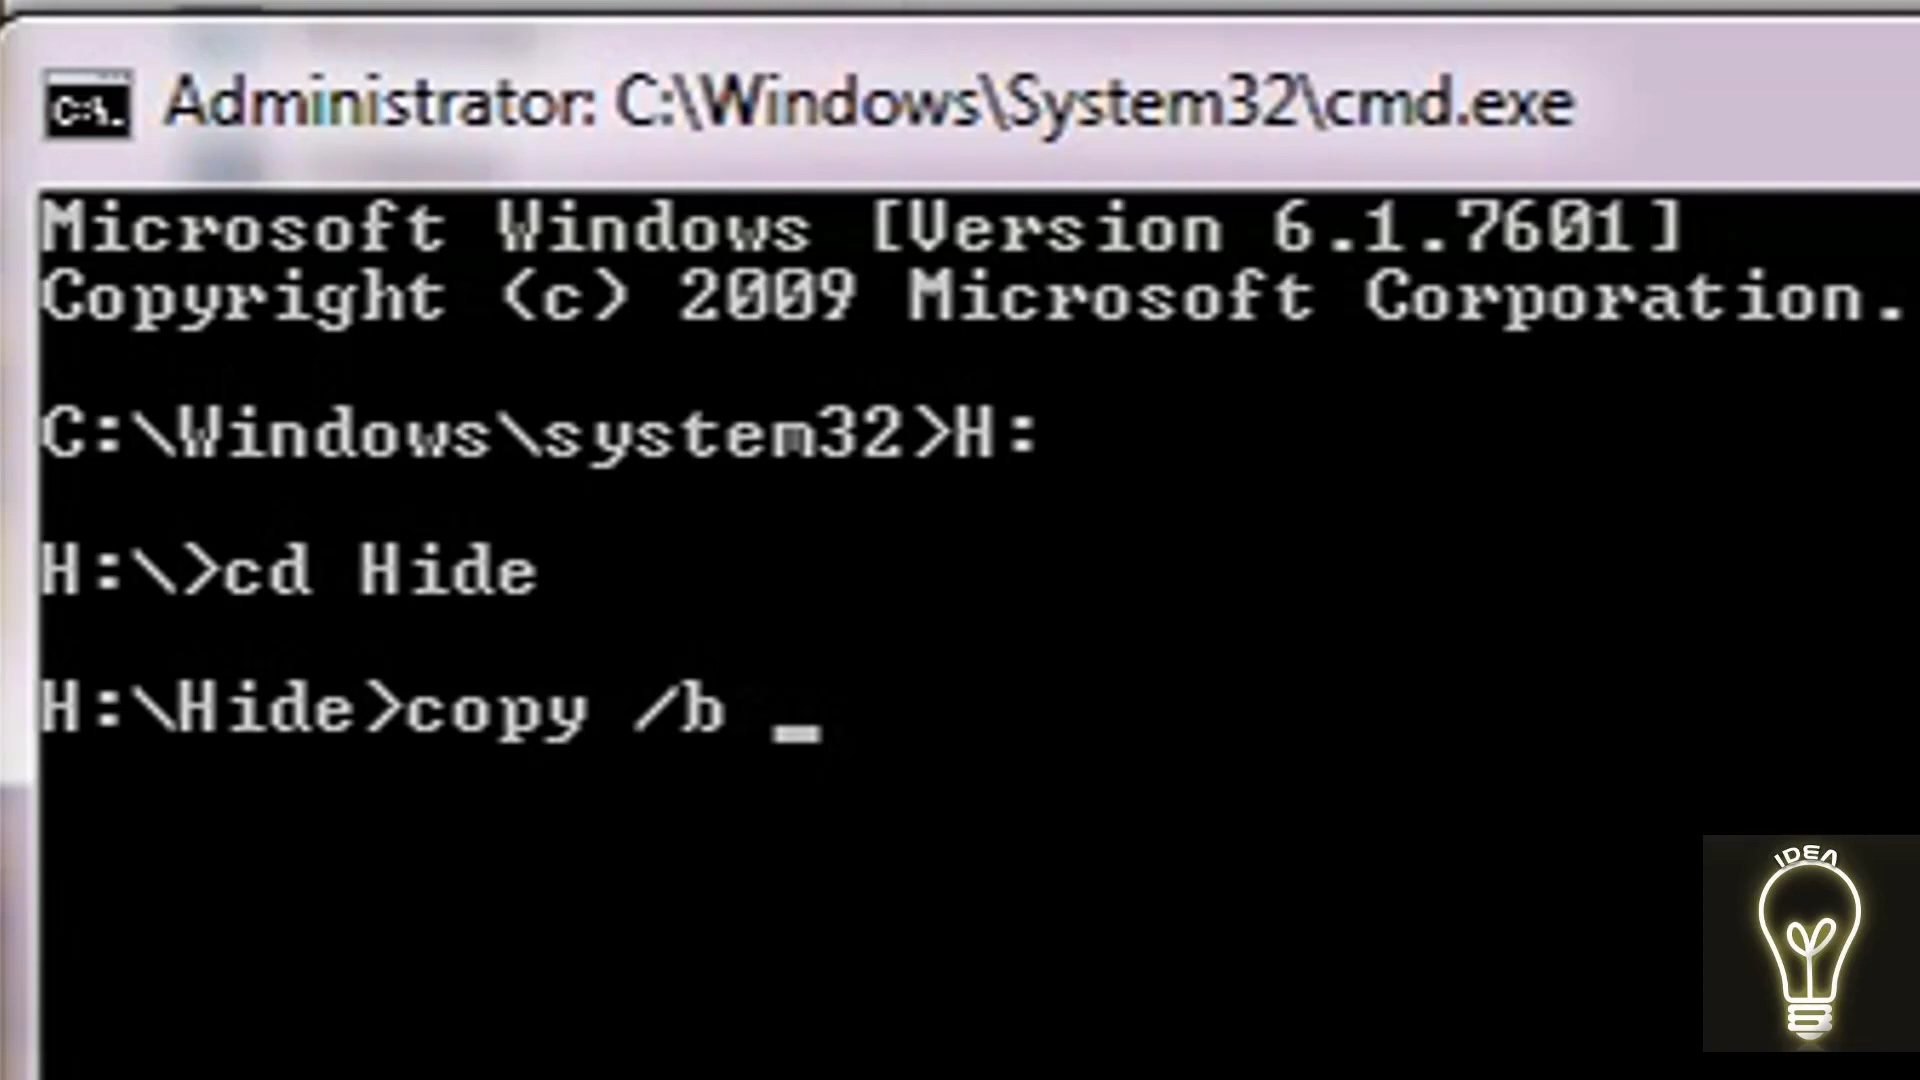 C:\. Administrator: C:\Windows\System32\cmd.exe
Microsoft Windows [Version 6.1.7601]
Copyright (c) 2009 Microsoft Corporation.
C:\Windows\system32>H:
H:\>cd Hide
H:\Hide>copy /b _
IDEA